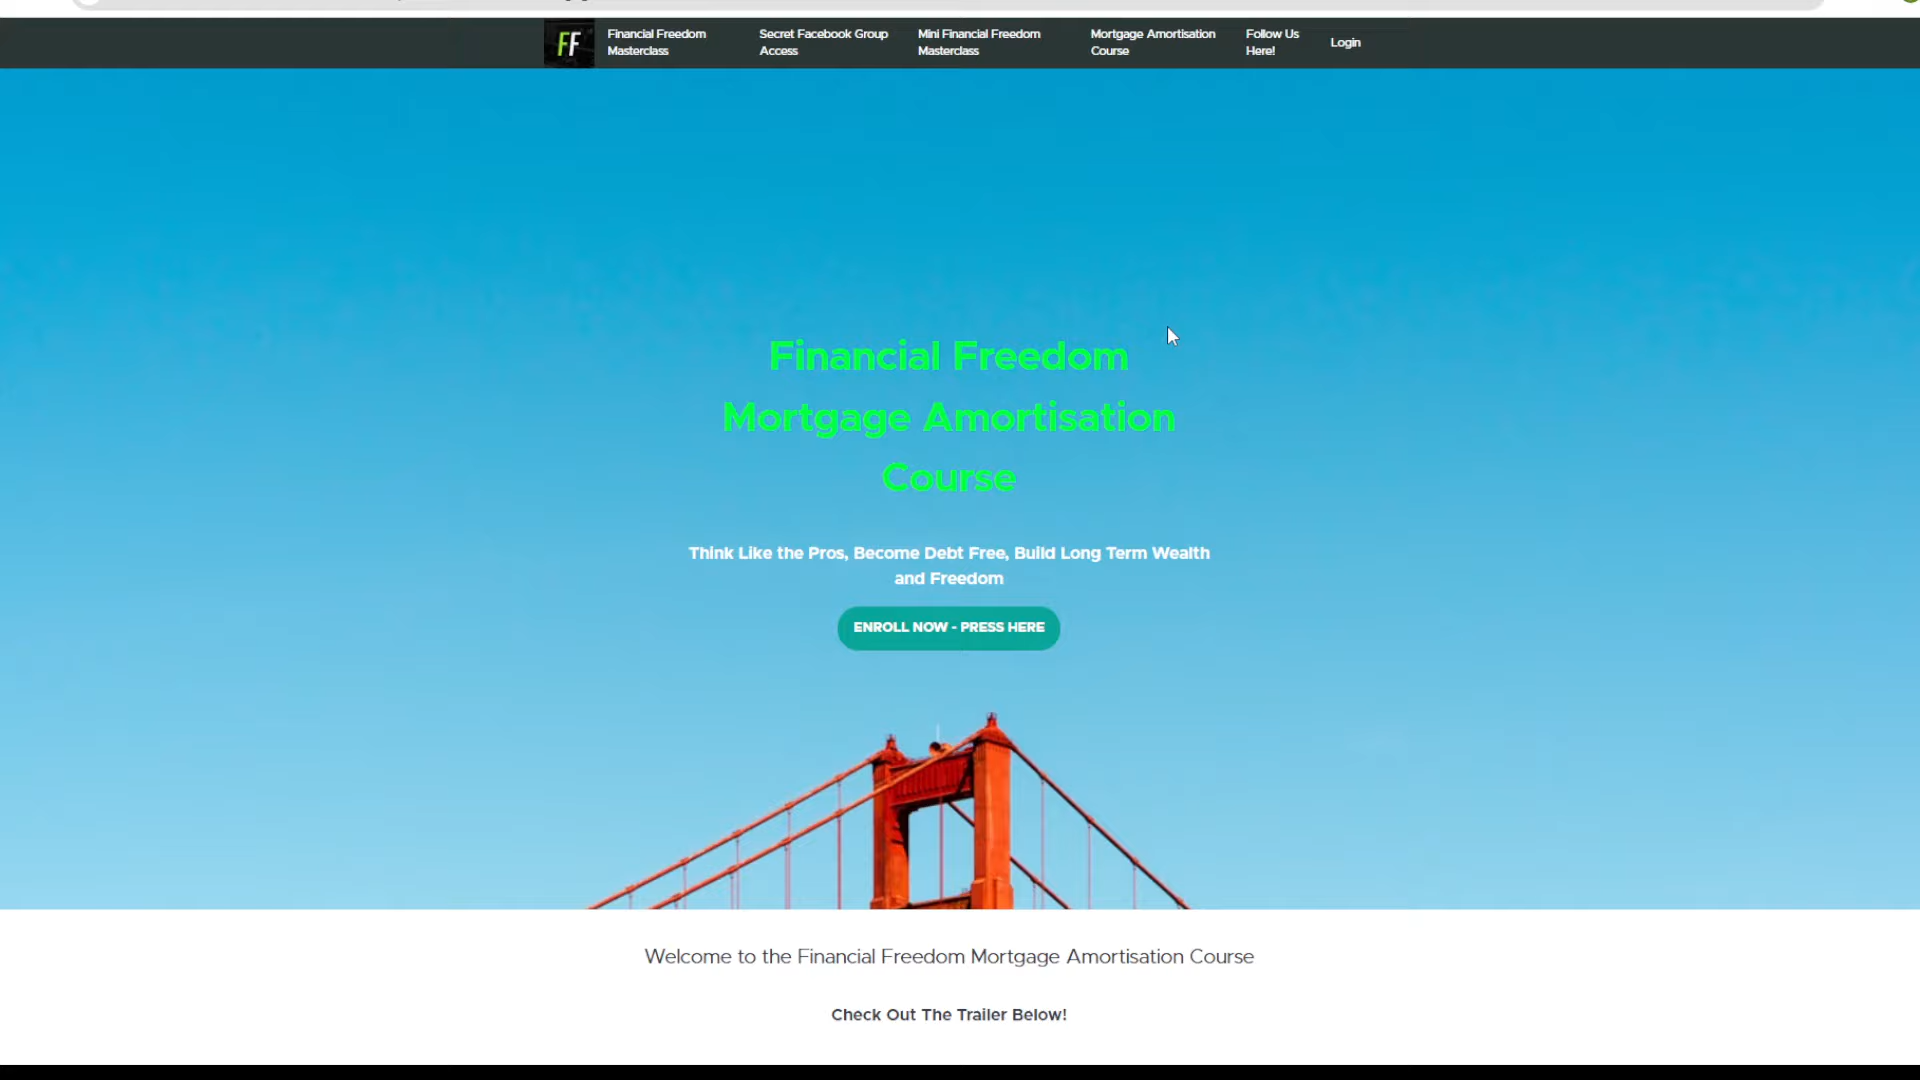 FF
Financial Freedom
Masterclass
Secret Facebook Group
Access
Mini Financial Freedom
Masterclass
Mortgage Amortisation
Course
Follow Us
Here!
Login
Financial Freedom
Mortgage Amortisation
Course
Think Like the Pros, Become Debt Free, Build Long Term Wealth
and Freedom
ENROLL NOW - PRESS HERE
Welcome to the Financial Freedom Mortgage Amortisation Course
Check Out The Trailer Below!